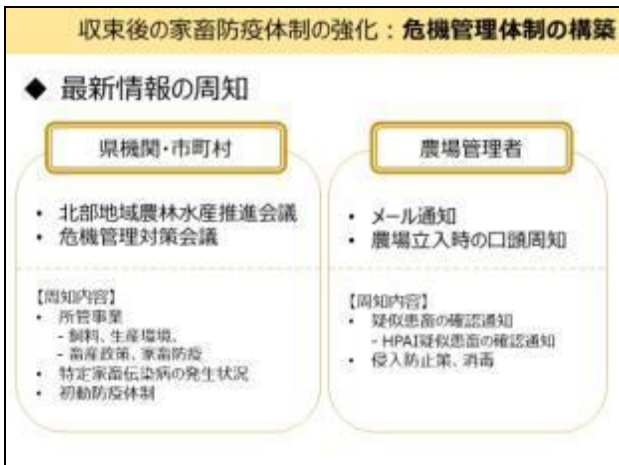 収束後の家畜防疫体制の強化：危機管理体制の構築
◆ 最新情報の周知
県機関・市町村
・ 北部地域農林水産推進会議
・ 危機管理対策会議
【周知内容】
・ 所管事業
- 飼料、生産環境、
- 畜産政策、家畜防疫
・ 特定家畜伝染病の発生状況
・ 初動防疫体制
農場管理者
・ メール通知
・ 農場立入時の口頭周知
【周知内容】
・ 疑似患畜の確認通知
- HPAI疑似患畜の確認通知
・ 侵入防止策、消毒